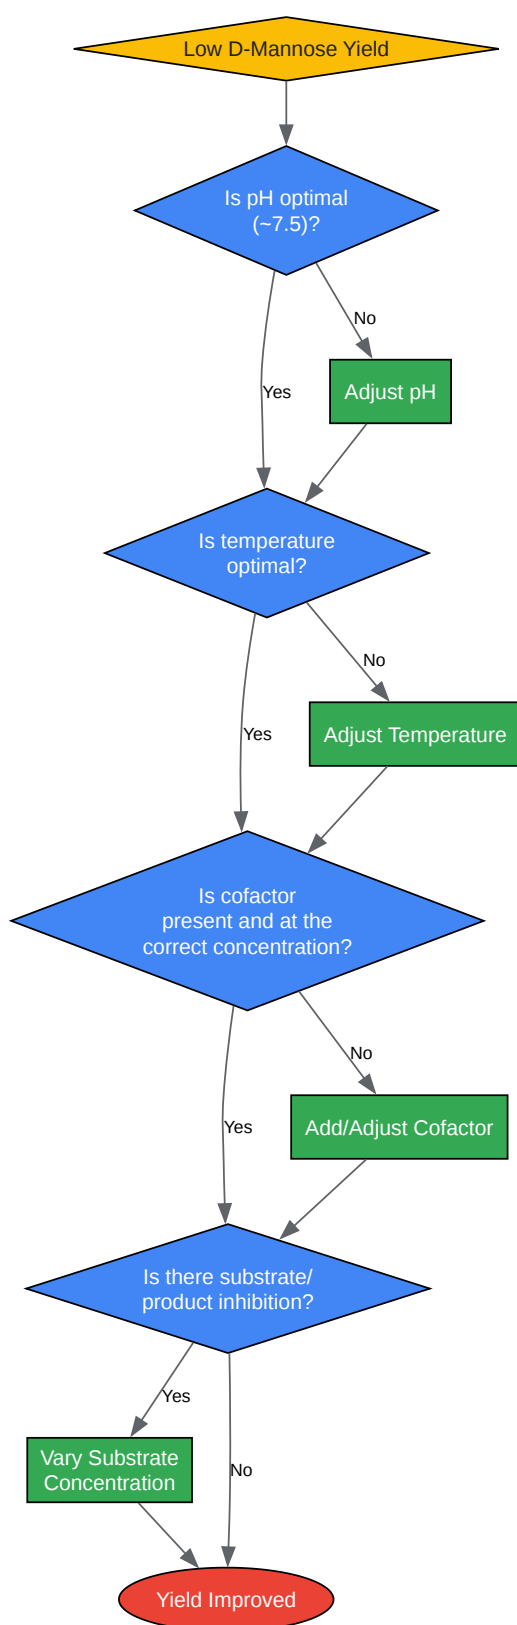 Low D-Mannose Yield
Is pH optimal
(~7.5)?
No
Yes
Adjust pH
Is temperature
optimal?
No
Yes
Adjust Temperature
Is cofactor
present and at the
correct concentration?
No
Yes
Add/Adjust Cofactor
Is there substrate/
product inhibition?
Yes
No
Vary Substrate
Concentration
Yield Improved